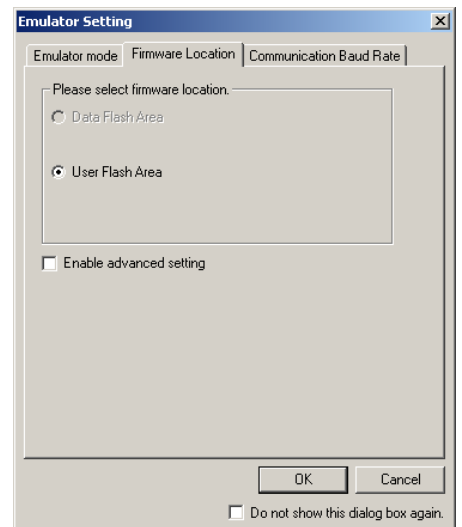 Emulator Setting
Emulator mode Firmware Location Communication Baud Rate
Please select firmware location.
Data Flash Area
User Flash Area
Enable advanced setting
OK Cancel
Do not show this dialog box again.